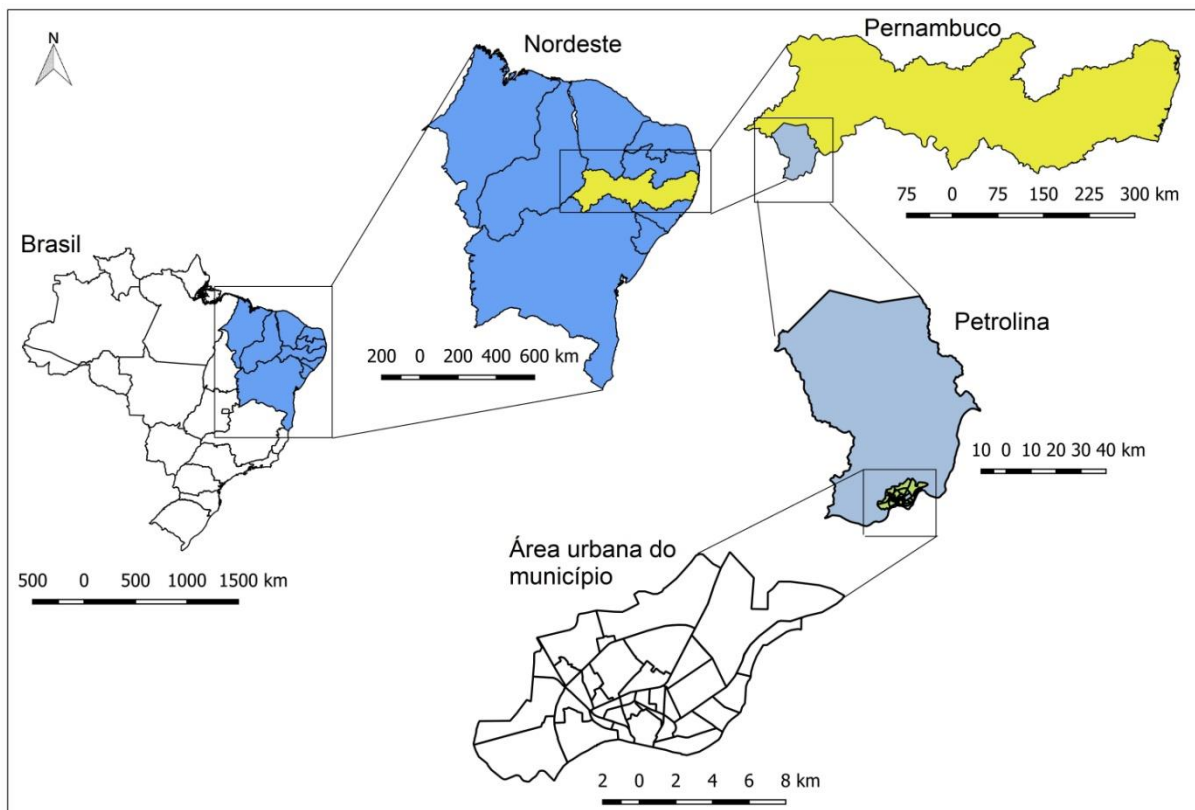 N
Nordeste
Pernambuco
75 0 75 150 225 300 km
Brasil
200 0 200 400 600 km
Petrolina
10 0 10 20 30 40 km
Área urbana do
município
500 0 500 1000 1500 km
2 0 2 4 6 8 km